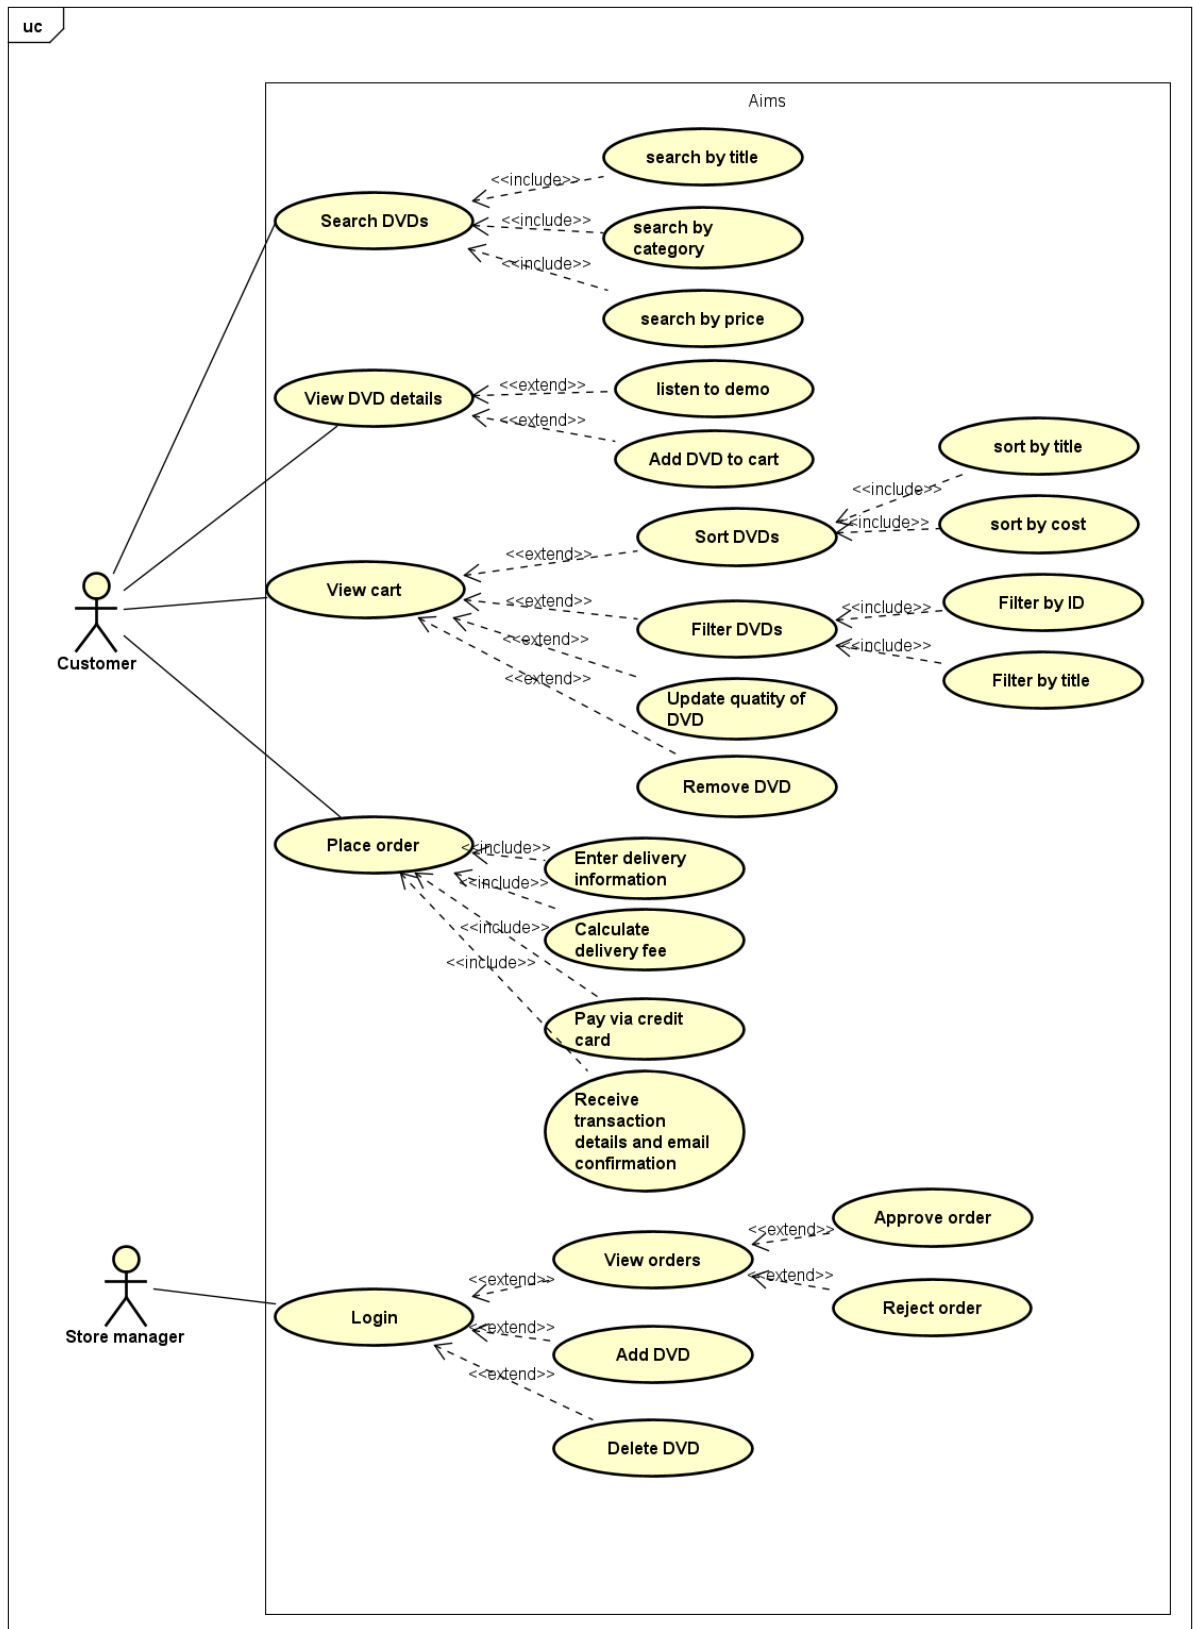 uc
Aims
search by title
<<include>>
Search DVDs
<<include>>
search by
category
<<include>>
search by price
View DVD details
<<extend>>
listen to demo
<<extend>>
Add DVD to cart
sort by title
<<include>>
Sort DVDs
<<include>>
sort by cost
<<extend>>
View cart
<<extend>>
Filter DVDs
<<include>>
Filter by ID
<<include>>
Filter by title
<<extend>>
Customer
<<extend>>
Update quatity of
DVD
Remove DVD
Place order
<<include>>
Enter delivery
information
<<include>>
Calculate
delivery fee
<<include>>
<<include>>
Pay via credit
card
Receive
transaction
details and email
confirmation
Approve order
<<extend>>
View orders
<<extend>>
Reject order
<<extend>>
Store manager
Login
<<extend>>
Add DVD
<<extend>>
Delete DVD